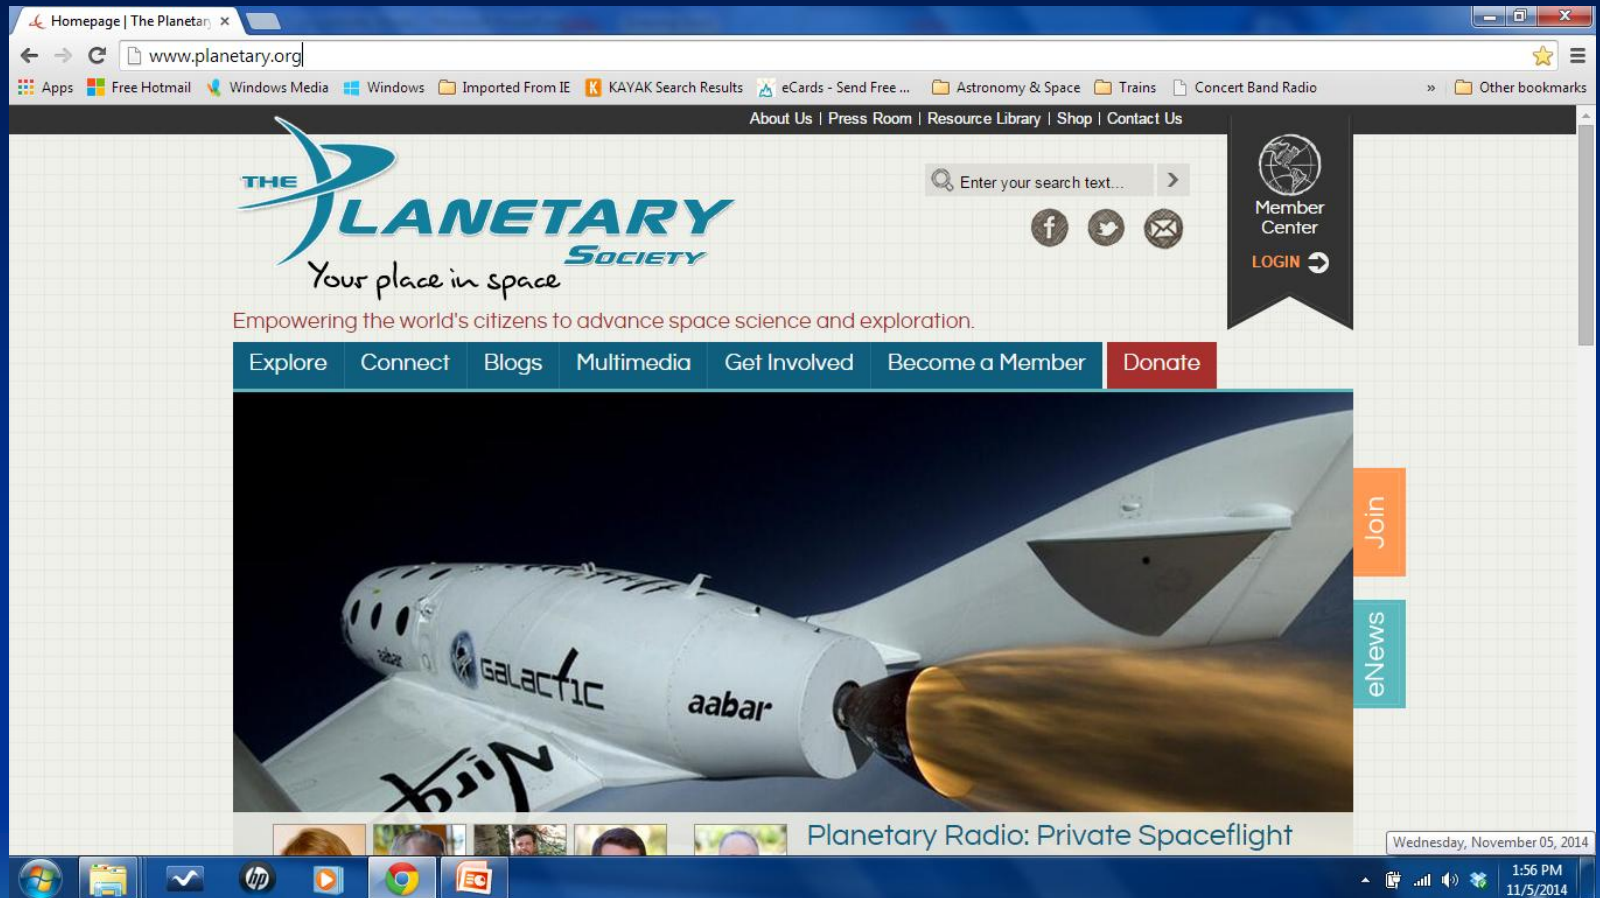 Homepage | The Planetar
www.planetary.org
Apps Free Hotmail Windows Media Windows Imported From IE KAYAK Search Results eCards - Send Free ... Astronomy & Space Trains Concert Band Radio » Other bookmarks
About Us | Press Room | Resource Library | Shop | Contact Us
THE PLANETARY
SOCIETY
Your place in space
Enter your search text...
Member
Center
LOGIN
Empowering the world's citizens to advance space science and exploration.
Explore Connect Blogs Multimedia Get Involved Become a Member Donate
Join
eNews
aabar
GALACTIC
aabar
Virgin
Planetary Radio: Private Spaceflight
Wednesday, November 05, 2014
hp
1:56 PM
11/5/2014